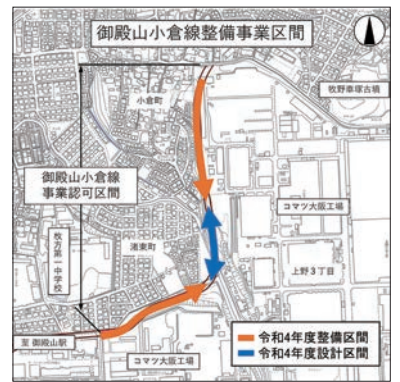 御殿山小倉線整備事業区間
牧野車塚古墳
小倉町
御殿山小倉線
事業認可区間
コマツ大阪工場
枚方第一中学校
渚東町
上野3丁目
至 御殿山駅
コマツ大阪工場
令和4年度整備区間
令和4年度設計区間